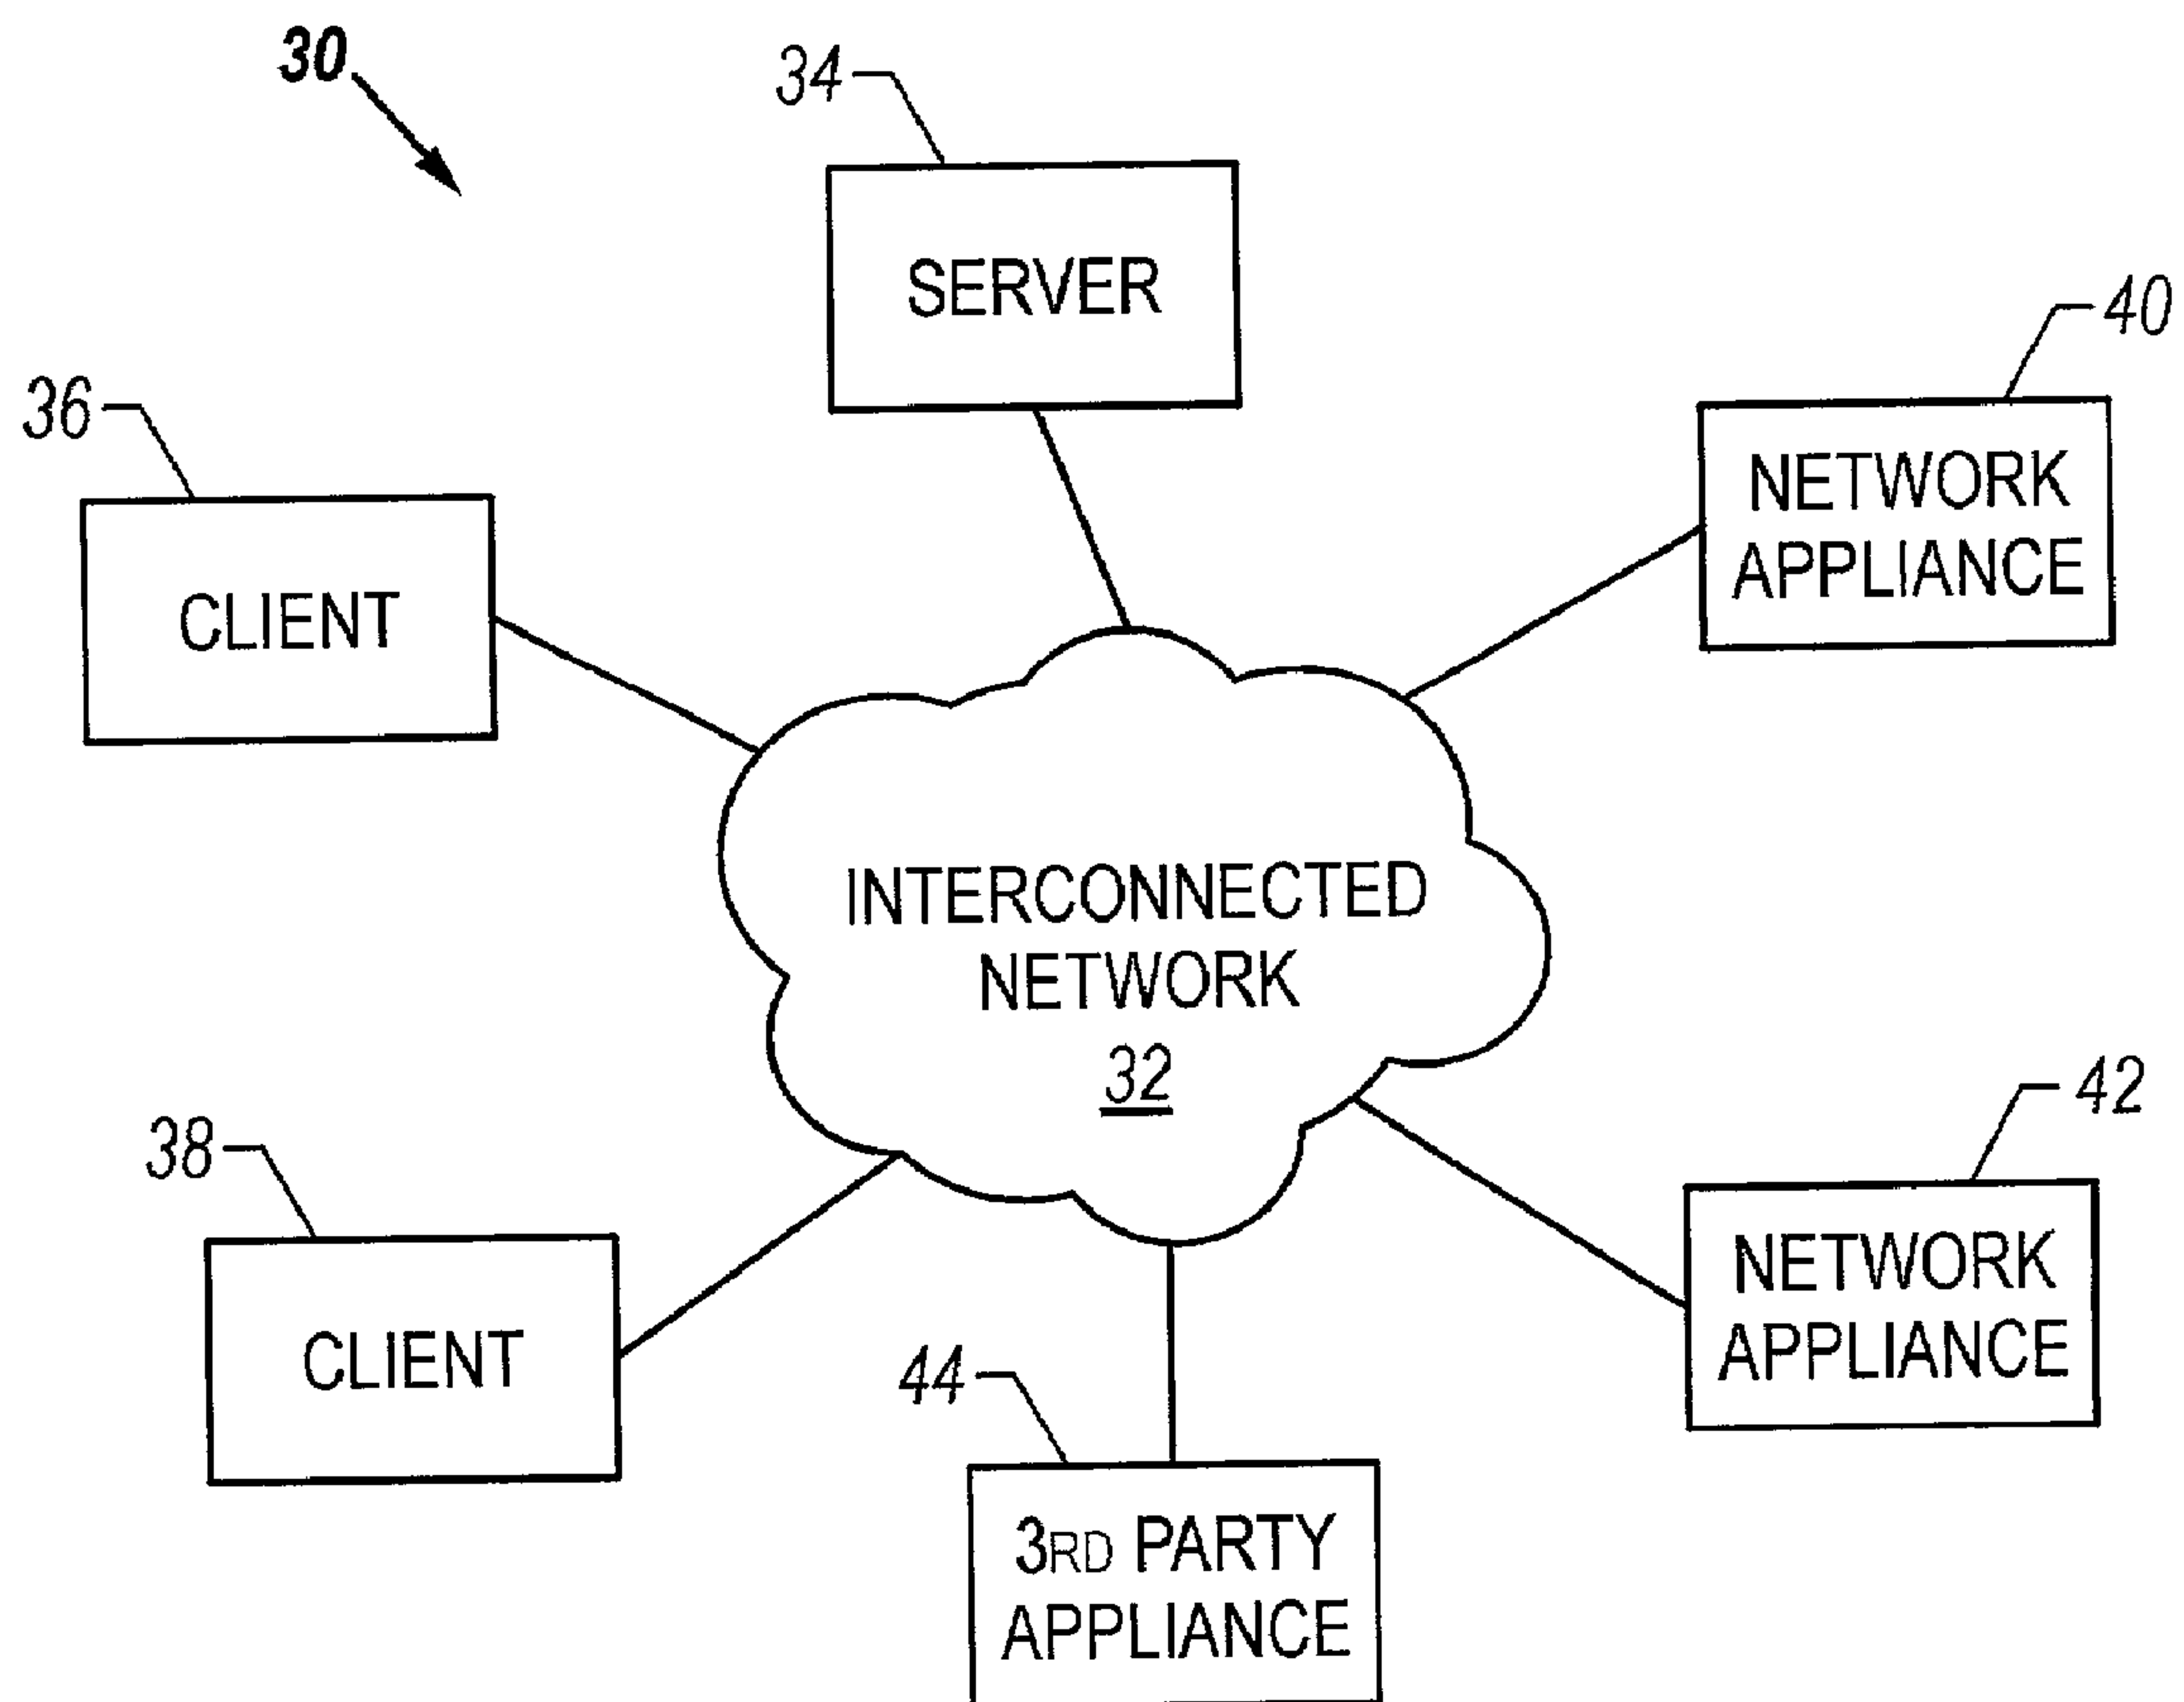 30
34
SERVER
40
36
NETWORK
APPLIANCE
CLIENT
INTERCONNECTED
NETWORK
32
42
38
NETWORK
APPLIANCE
CLIENT
44
3RD PARTY
APPLIANCE